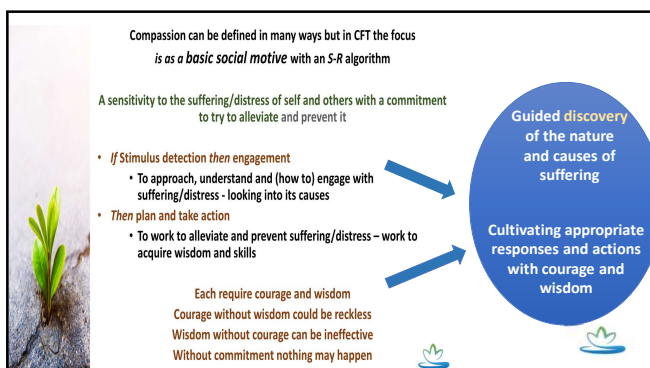 Compassion can be defined in many ways but in CFT the focus
is as a basic social motive with an S-R algorithm
A sensitivity to the suffering/distress of self and others with a commitment
to try to alleviate and prevent it
• If Stimulus detection then engagement
• To approach, understand and (how to) engage with
suffering/distress - looking into its causes
• Then plan and take action
• To work to alleviate and prevent suffering/distress – work to
acquire wisdom and skills
Each require courage and wisdom
Courage without wisdom could be reckless
Wisdom without courage can be ineffective
Without commitment nothing may happen
Guided discovery
of the nature
and causes of
suffering
Cultivating appropriate
responses and actions
with courage and
wisdom